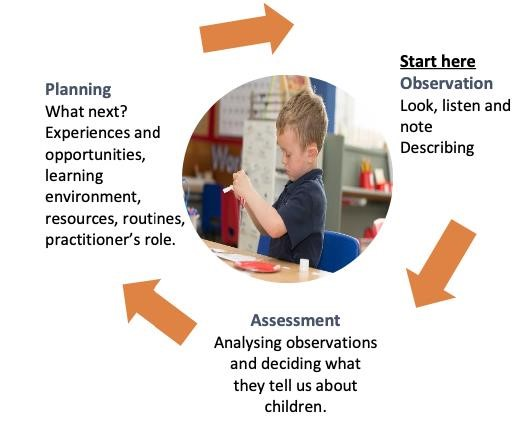 Start here
Observation
Look, listen and
note
Describing
Assessment
Analysing observations
and deciding what
they tell us about
children.
Planning
What next?
Experiences and
opportunities,
learning
environment,
resources, routines,
practitioner’s role.